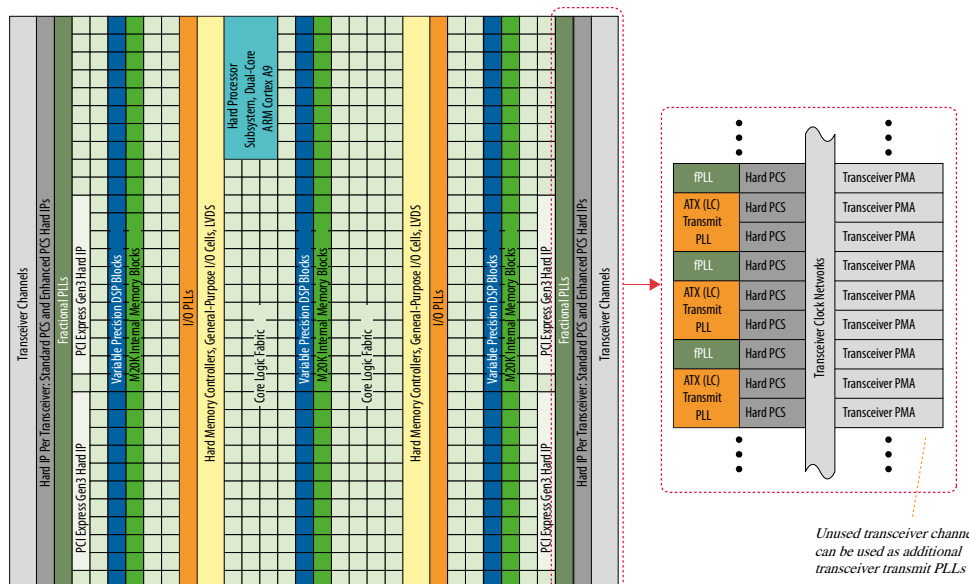 Transceiver Channels
Hard IP Per Transceiver: Standard PCS and Enhanced PCS Hard IPs
Fractional PLLs
PCI Express Gen3 Hard IP
PCI Express Gen3 Hard IP
Variable Precision DSP Blocks
M20K Internal Memory Blocks
I/O PLLs
Hard Memory Controllers, General-Purpose I/O Cells, LVDS
Hard Processor
Subsystem, Dual-Core
ARM Cortex A9
Core Logic Fabric
Variable Precision DSP Blocks
M20K Internal Memory Blocks
Core Logic Fabric
Hard Memory Controllers, General-Purpose I/O Cells, LVDS
I/O PLLs
Variable Precision DSP Blocks
M20K Internal Memory Blocks
PCI Express Gen3 Hard IP
PCI Express Gen3 Hard IP
Fractional PLLs
Hard IP Per Transceiver: Standard PCS and Enhanced PCS Hard IPs
Transceiver Channels
fPLL
ATX (LC)
Transmit
PLL
fPLL
ATX (LC)
Transmit
PLL
fPLL
ATX (LC)
Transmit
PLL
Hard PCS
Hard PCS
Hard PCS
Hard PCS
Hard PCS
Hard PCS
Hard PCS
Hard PCS
Hard PCS
Transceiver Clock Networks
Transceiver PMA
Transceiver PMA
Transceiver PMA
Transceiver PMA
Transceiver PMA
Transceiver PMA
Transceiver PMA
Transceiver PMA
Transceiver PMA
Unused transceiver channe
can be used as additional
transceiver transmit PLLs